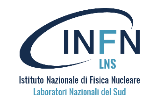 INFN
LNS
Istituto Nazionale di Fisica Nucleare
Laboratori Nazionali del Sud